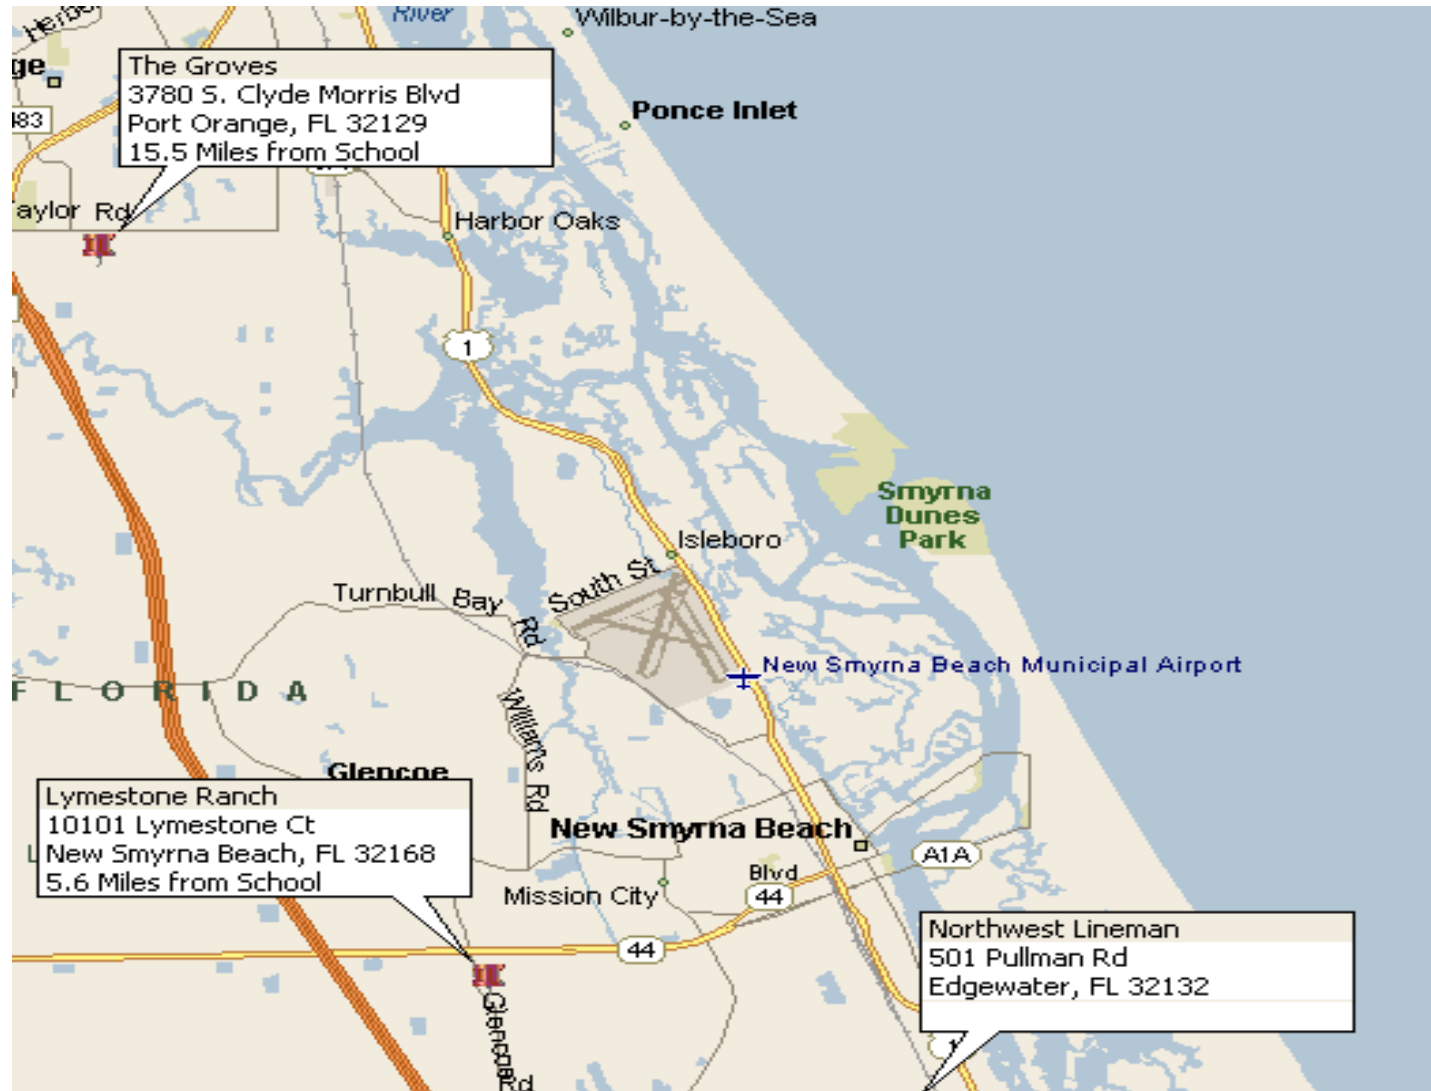 River
Wilbur-by-the-Sea
The Groves
3780 S. Clyde Morris Blvd
Port Orange, FL 32129
15.5 Miles from School
Ponce Inlet
Rd
Harbor Oaks
1
Smyrna
Dunes
Park
Isleboro
South St
Turnbull Bay Rd
New Smyrna Beach Municipal Airport
FLORIDA
Williams Rd
Glencoe
Lymestone Ranch
10101 Lymestone Ct
New Smyrna Beach, FL 32168
5.6 Miles from School
New Smyrna Beach
A1A
Blvd
44
Mission City
44
Northwest Lineman
501 Pullman Rd
Edgewater, FL 32132
Glencoe Rd
1